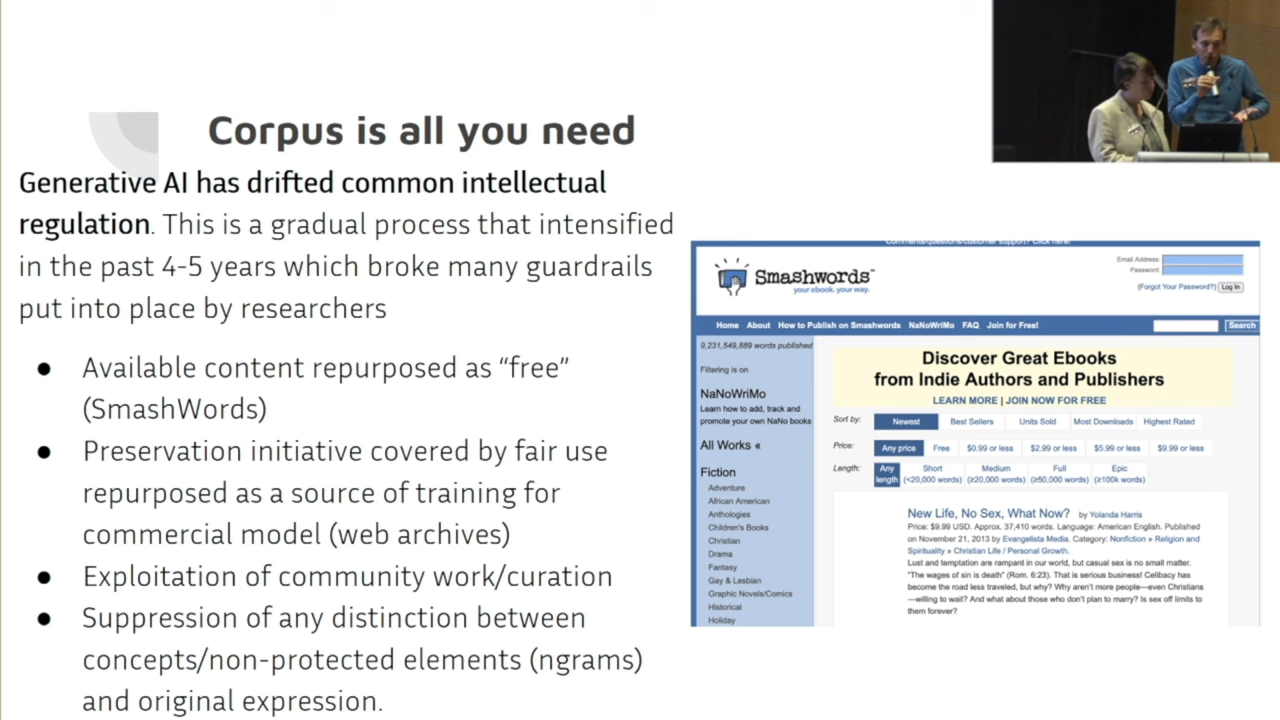 Corpus is all you need
Generative AI has drifted common intellectual
regulation. This is a gradual process that intensified
in the past 4-5 years which broke many guardrails
put into place by researchers
● Available content repurposed as “free”
(SmashWords)
● Preservation initiative covered by fair use
repurposed as a source of training for
commercial model (web archives)
● Exploitation of community work/curation
● Suppression of any distinction between
concepts/non-protected elements (ngrams)
and original expression.
Comments/questions/customer support? Click here!
Smashwords™
your ebook. your way.
Email Address:
Password:
(Forgot Your Password?) Log In
Home About How to Publish on Smashwords NaNoWriMo FAQ Join for Free! Search
9,231,549,889 words published
Filtering is on
NaNoWriMo
Learn how to add, track and
promote your own NaNo books
All Works «
Fiction
Adventure
African American
Anthologies
Children's Books
Christian
Drama
Fantasy
Gay & Lesbian
Graphic Novels/Comics
Historical
Holiday
Discover Great Ebooks
from Indie Authors and Publishers
LEARN MORE | JOIN NOW FOR FREE
Sort by: Newest Best Sellers Units Sold Most Downloads Highest Rated
Price: Any price Free $0.99 or less $2.99 or less $5.99 or less $9.99 or less
Length: Any Short Medium Full Epic
length (<20,000 words) (≥20,000 words) (≥50,000 words) (≥100k words)
New Life, No Sex, What Now? by Yolanda Harris
Price: $9.99 USD. Approx. 37,410 words. Language: American English. Published
on November 21, 2013 by Evangelista Media. Category: Nonfiction » Religion and
Spirituality » Christian Life / Personal Growth.
Lust and temptation are rampant in our world, but casual sex is no small matter.
"The wages of sin is death" (Rom. 6:23). That is serious business! Celibacy has
become the road less traveled, but why? Why aren't more people—even Christians
—willing to wait? And what about those who don't plan to marry? Is sex off limits to
them forever?